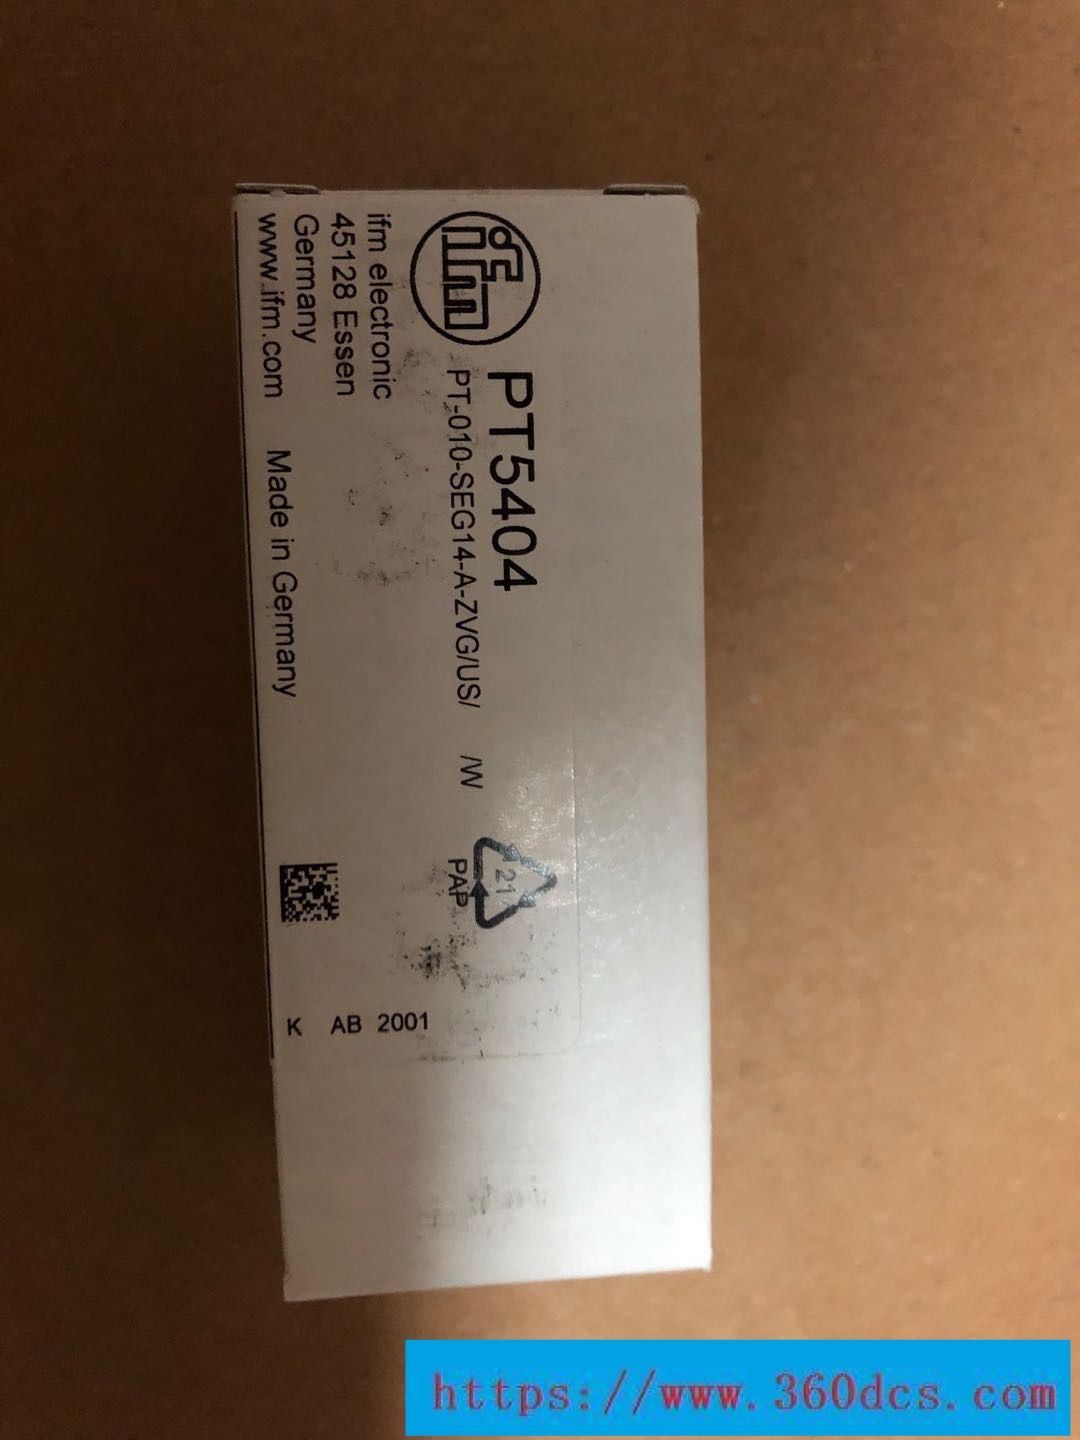 ifm
PT5404
PT-010-SEG14-A-ZVG/US/ /W
ifm electronic
45128 Essen
Germany
www.ifm.com Made in Germany
21
PAP
K AB 2001
https://www.360dcs.com